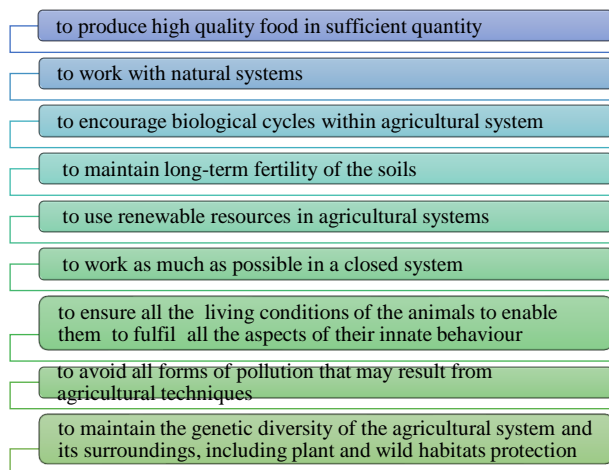 to produce high quality food in sufficient quantity
to work with natural systems
to encourage biological cycles within agricultural system
to maintain long-term fertility of the soils
to use renewable resources in agricultural systems
to work as much as possible in a closed system
to ensure all the living conditions of the animals to enable
them to fulfil all the aspects of their innate behaviour
to avoid all forms of pollution that may result from
agricultural techniques
to maintain the genetic diversity of the agricultural system and
its surroundings, including plant and wild habitats protection